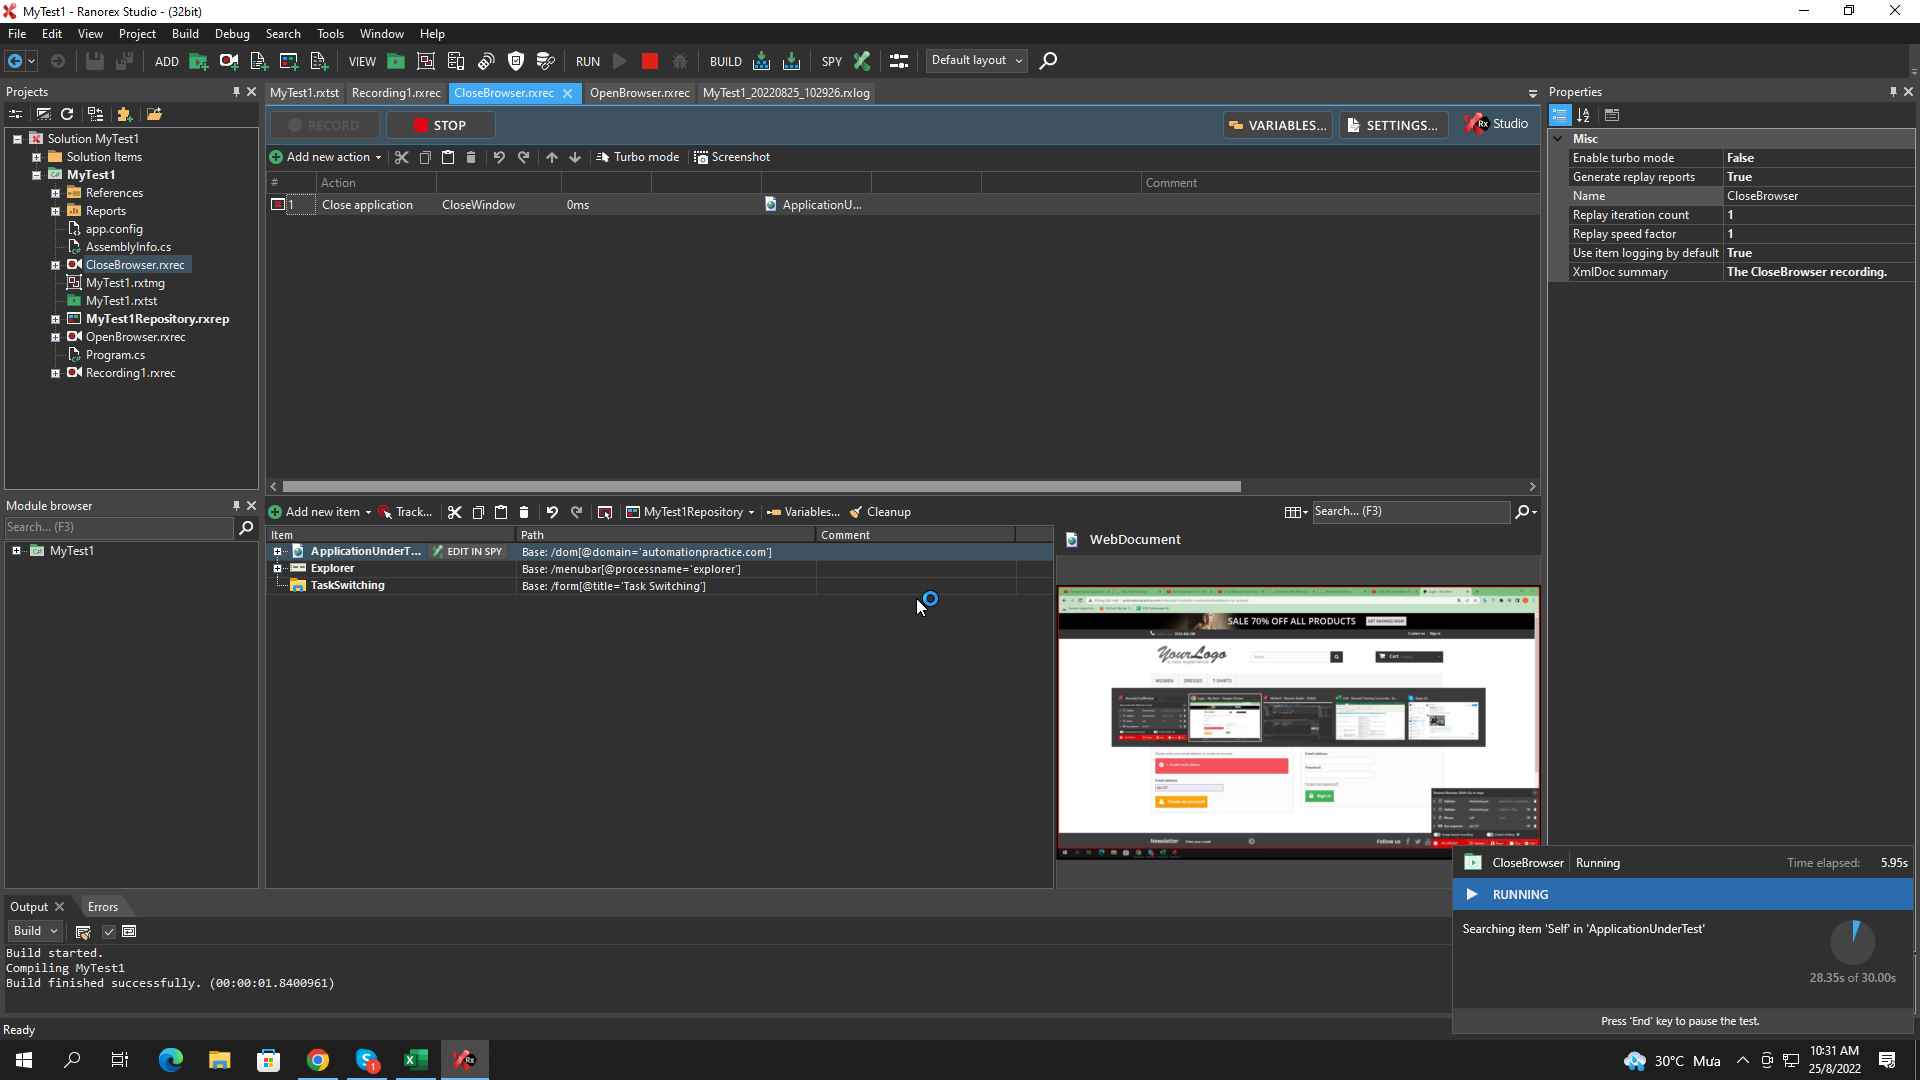 MyTest1 - Ranorex Studio - (32bit)
File Edit View Project Build Debug Search Tools Window Help
ADD VIEW RUN BUILD SPY Default layout
Projects
Solution MyTest1
Solution Items
MyTest1
References
Reports
app.config
AssemblyInfo.cs
CloseBrowser.rxrec
MyTest1.rxtmg
MyTest1.rxtst
MyTest1Repository.rxrep
OpenBrowser.rxrec
Program.cs
Recording1.rxrec
Module browser
Search... (F3)
MyTest1
MyTest1.rxtst Recording1.rxrec CloseBrowser.rxrec OpenBrowser.rxrec MyTest1_20220825_102926.rxlog
RECORD STOP VARIABLES... SETTINGS... Rx Studio
Add new action Turbo mode Screenshot
# Action Comment
1 Close application CloseWindow 0ms ApplicationU...
Add new item Track... MyTest1Repository Variables... Cleanup Search... (F3)
Item Path Comment
ApplicationUnderT... EDIT IN SPY Base: /dom[@domain='automationpractice.com']
Explorer Base: /menubar[@processname='explorer']
TaskSwitching Base: /form[@title='Task Switching']
WebDocument
SALE 70% OFF ALL PRODUCTS
YourLogo
Cart
WOMEN DRESSES T-SHIRTS
Sign in
Newsletter
Follow us
Properties
Misc
Enable turbo mode False
Generate replay reports True
Name CloseBrowser
Replay iteration count 1
Replay speed factor 1
Use item logging by default True
XmlDoc summary The CloseBrowser recording.
CloseBrowser Running Time elapsed: 5.95s
RUNNING
Searching item 'Self' in 'ApplicationUnderTest'
28.35s of 30.00s
Press 'End' key to pause the test.
Output Errors
Build
Build started.
Compiling MyTest1
Build finished successfully. (00:00:01.8400961)
Ready
30°C Mưa
10:31 AM
25/8/2022